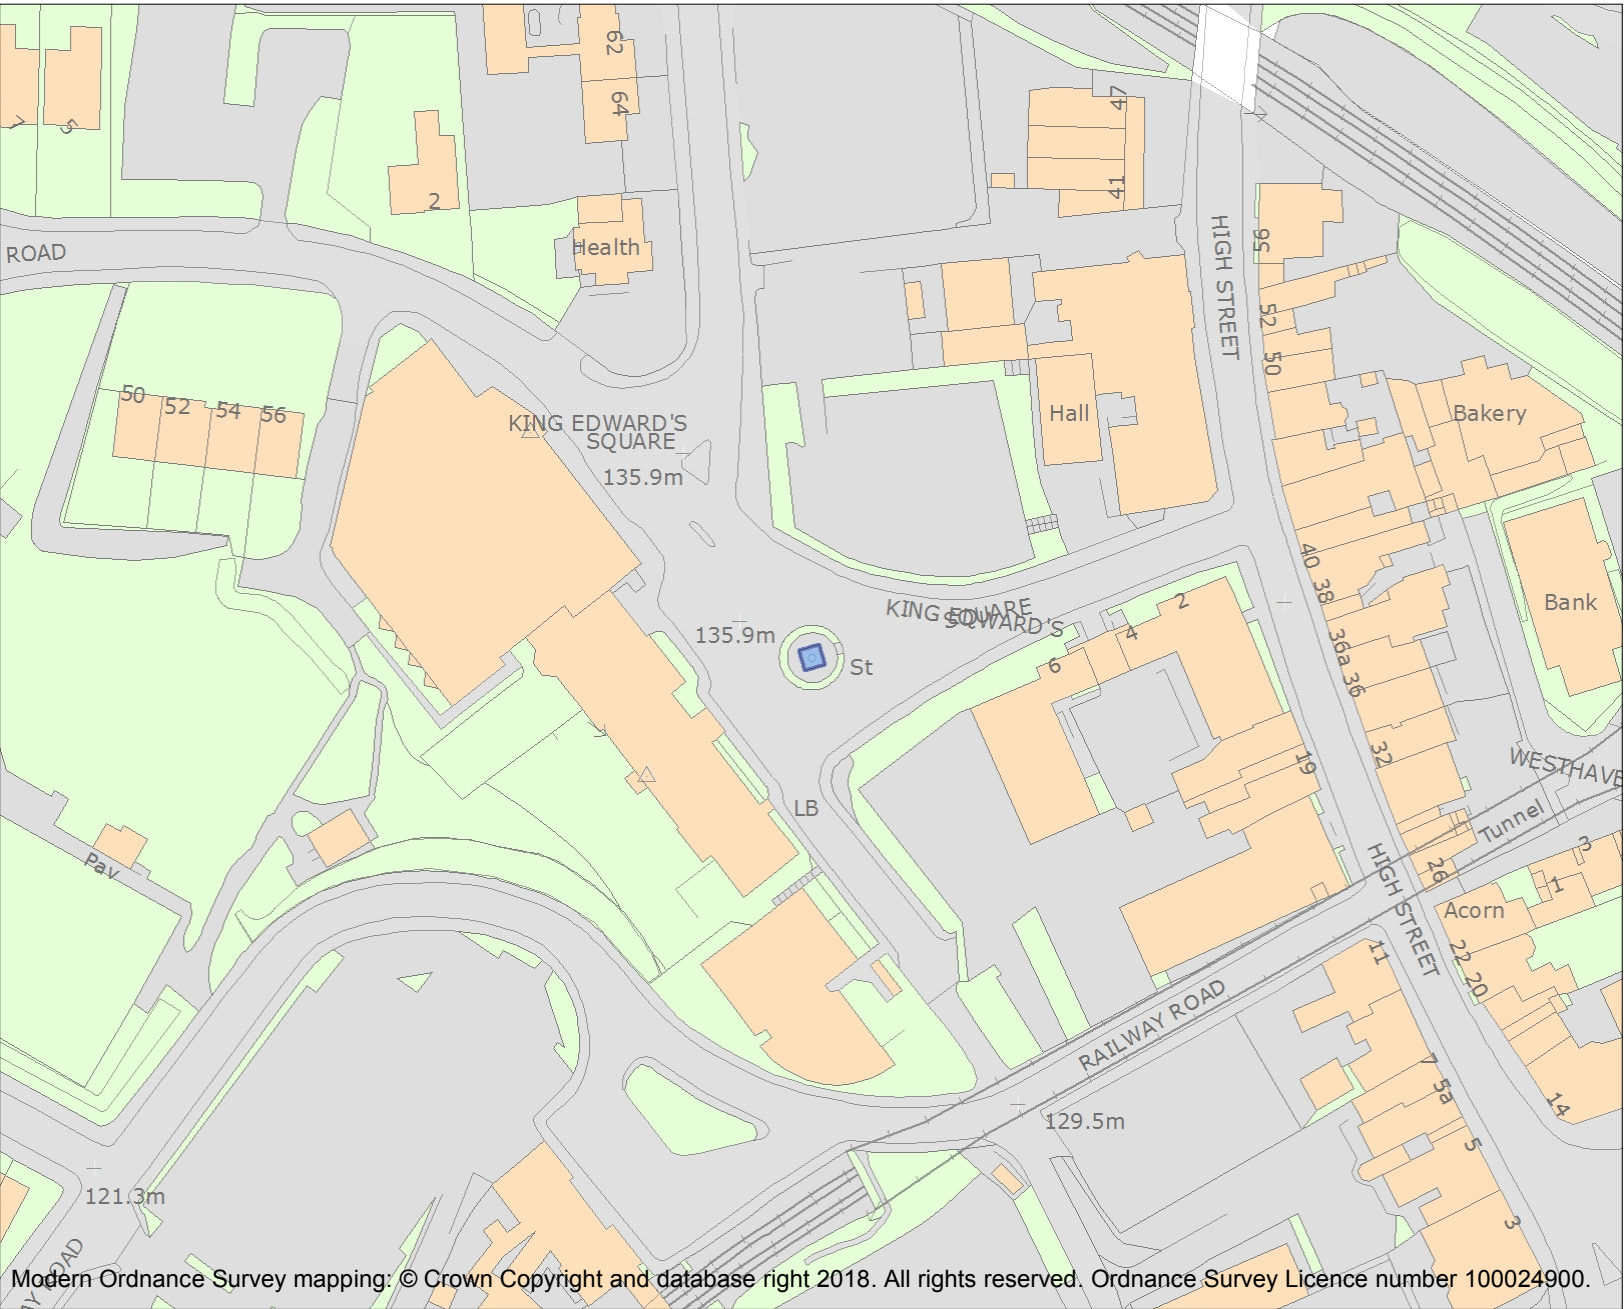 62
64
47
41
7
5
2
Health
ROAD
HIGH STREET
56
52
50
50
52
54
56
KING EDWARD'S
SQUARE
135.9m
Hall
Bakery
40
38
36a
36
32
Bank
KING EDWARD'S
SQUARE
135.9m
St
2
4
6
19
LB
WESTHAVE
Tunnel
Pav
HIGH STREET
26
3
1
Acorn
22
20
11
RAILWAY ROAD
7
5a
5
3
14
129.5m
121.3m
AY ROAD
Modern Ordnance Survey mapping: © Crown Copyright and database right 2018. All rights reserved. Ordnance Survey Licence number 100024900.